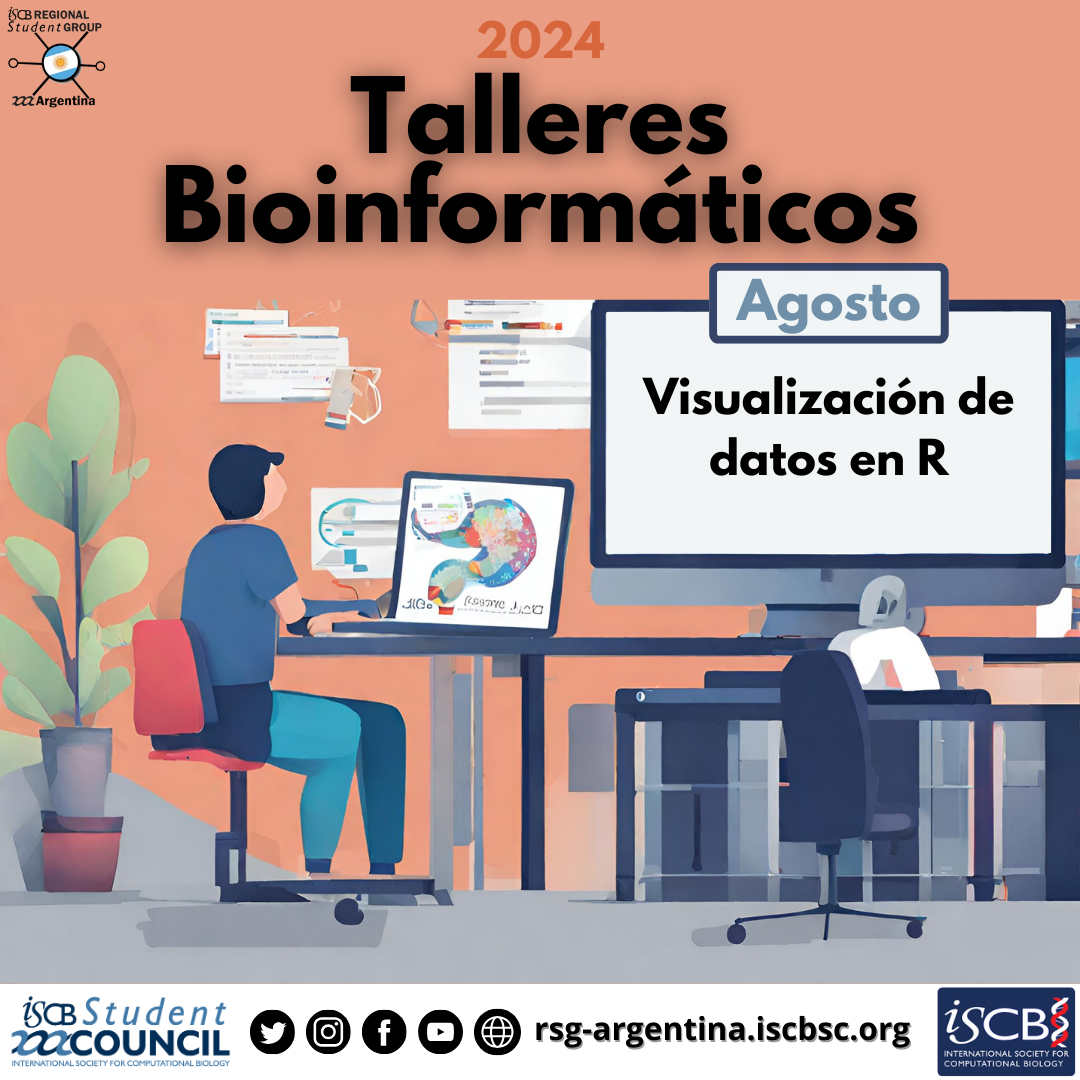 iSCB REGIONAL
Student GROUP
Argentina
2024
Talleres
Bioinformáticos
Agosto
Visualización de
datos en R
iSCB Student
COUNCIL
INTERNATIONAL SOCIETY FOR COMPUTATIONAL BIOLOGY
rsg-argentina.iscbsc.org
iSCB
INTERNATIONAL SOCIETY FOR
COMPUTATIONAL BIOLOGY